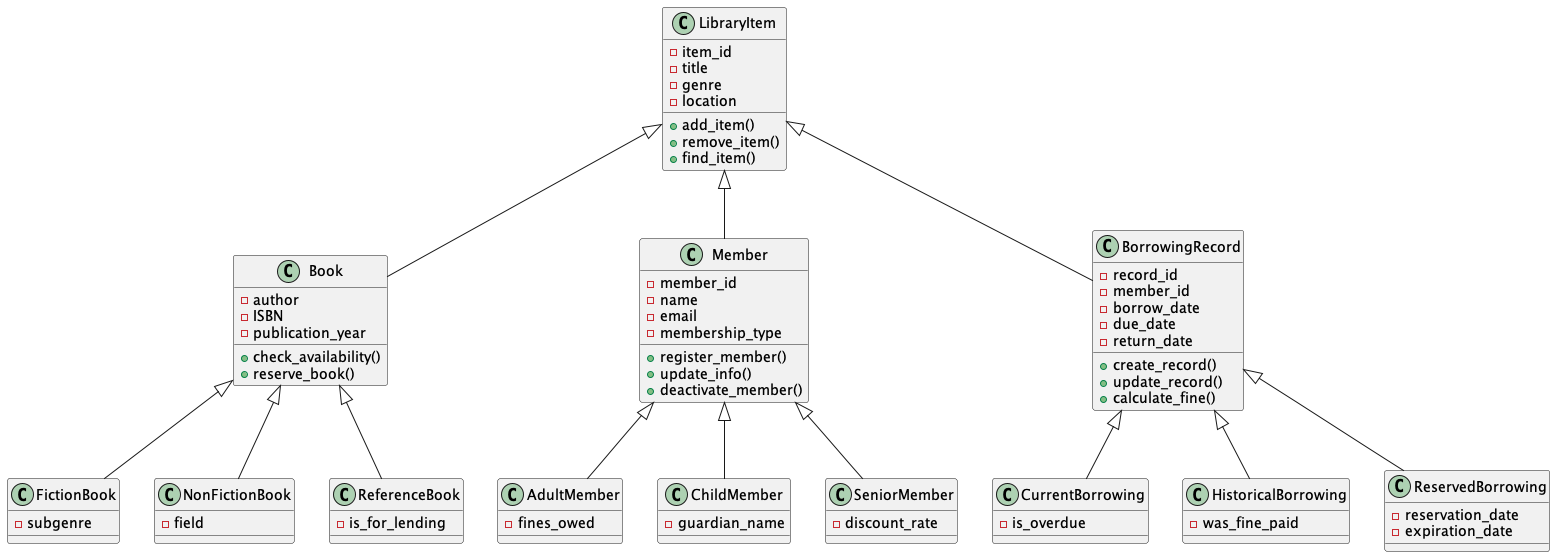 C LibraryItem
item_id
title
genre
location
add_item()
remove_item()
find_item()
C Book
author
ISBN
publication_year
check_availability()
reserve_book()
C Member
member_id
name
email
membership_type
register_member()
update_info()
deactivate_member()
C BorrowingRecord
record_id
member_id
borrow_date
due_date
return_date
create_record()
update_record()
calculate_fine()
C FictionBook
subgenre
C NonFictionBook
field
C ReferenceBook
is_for_lending
C AdultMember
fines_owed
C ChildMember
guardian_name
C SeniorMember
discount_rate
C CurrentBorrowing
is_overdue
C HistoricalBorrowing
was_fine_paid
C ReservedBorrowing
reservation_date
expiration_date